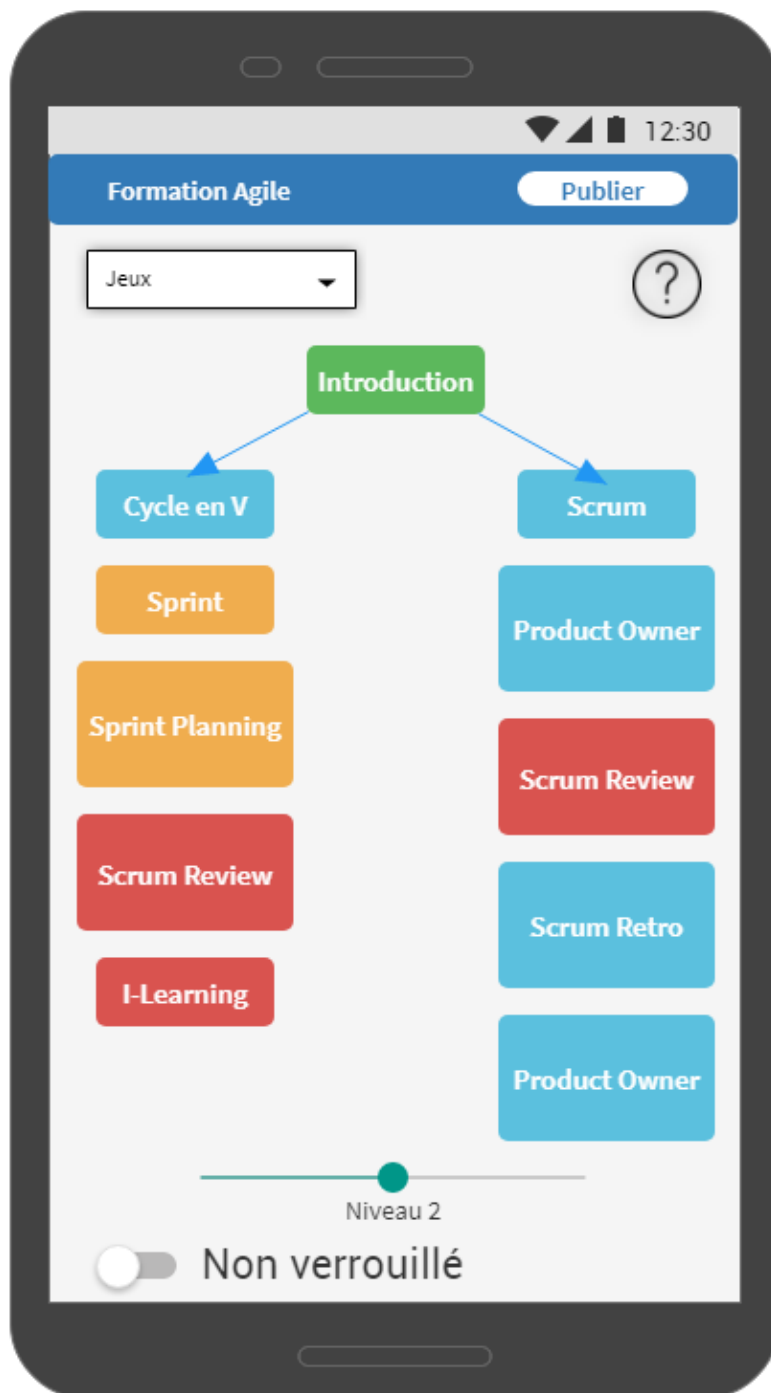 12:30
Formation Agile
Publier
Jeux
?
Introduction
Cycle en V
Scrum
Sprint
Product Owner
Sprint Planning
Scrum Review
Scrum Review
Scrum Retro
I-Learning
Product Owner
Niveau 2
Non verrouillé